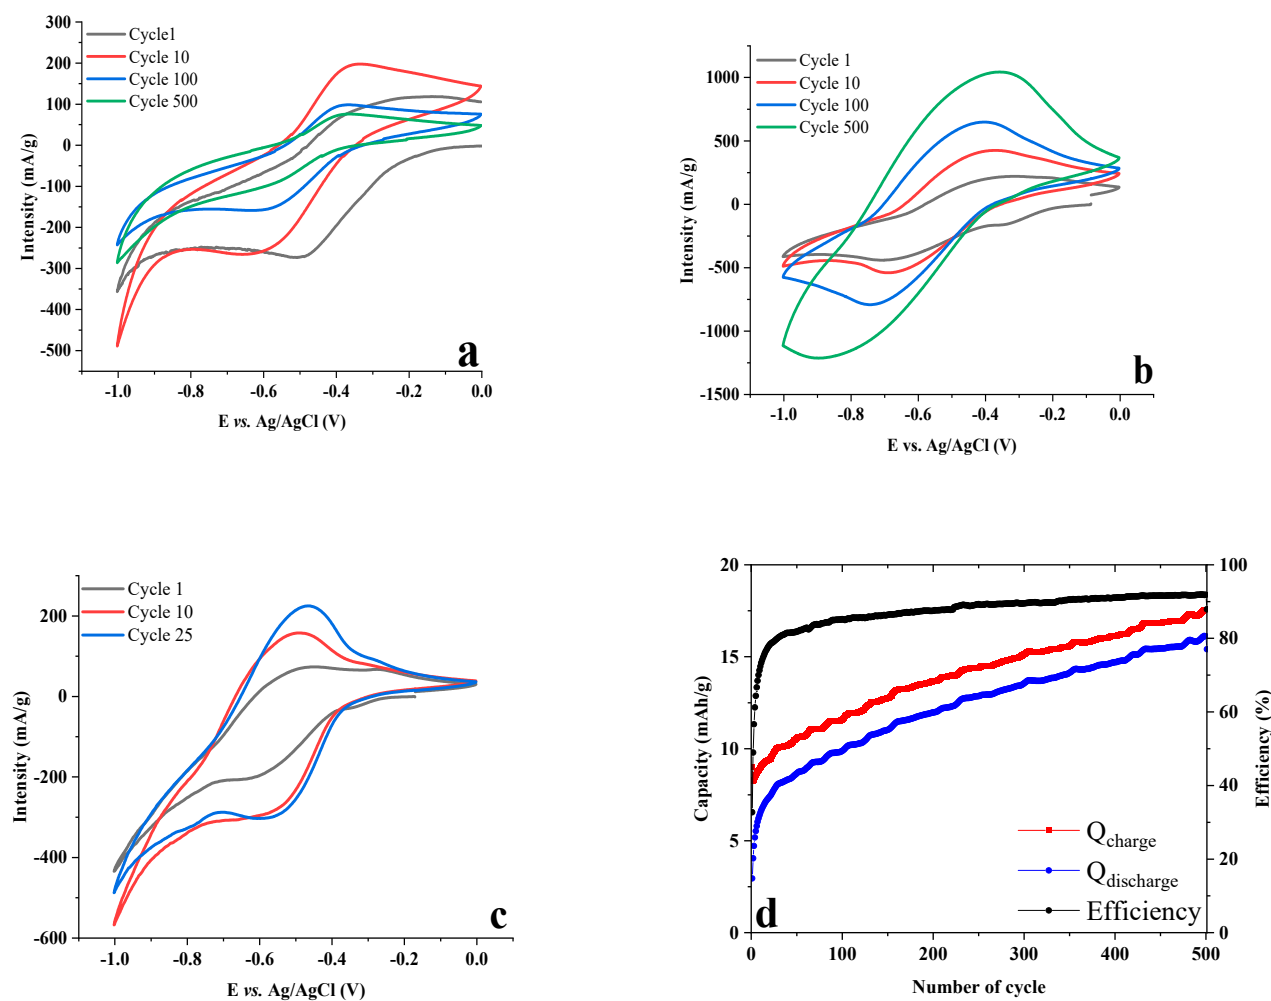 Cycle1
Cycle 10
Cycle 100
Cycle 500
300
200
100
0
-100
-200
-300
-400
-500
Intensity (mA/g)
-1.0 -0.8 -0.6 -0.4 -0.2 0.0
E vs. Ag/AgCl (V)
a
Cycle 1
Cycle 10
Cycle 100
Cycle 500
1000
500
0
-500
-1000
-1500
Intensity (mA/g)
-1.0 -0.8 -0.6 -0.4 -0.2 0.0
E vs. Ag/AgCl (V)
b
Cycle 1
Cycle 10
Cycle 25
200
0
-200
-400
-600
Intensity (mA/g)
-1.0 -0.8 -0.6 -0.4 -0.2 0.0
E vs. Ag/AgCl (V)
c
20
15
10
5
0
Capacity (mAh/g)
100
80
60
40
20
0
Efficiency (%)
Qcharge
Qdischarge
Efficiency
d
0 100 200 300 400 500
Number of cycle